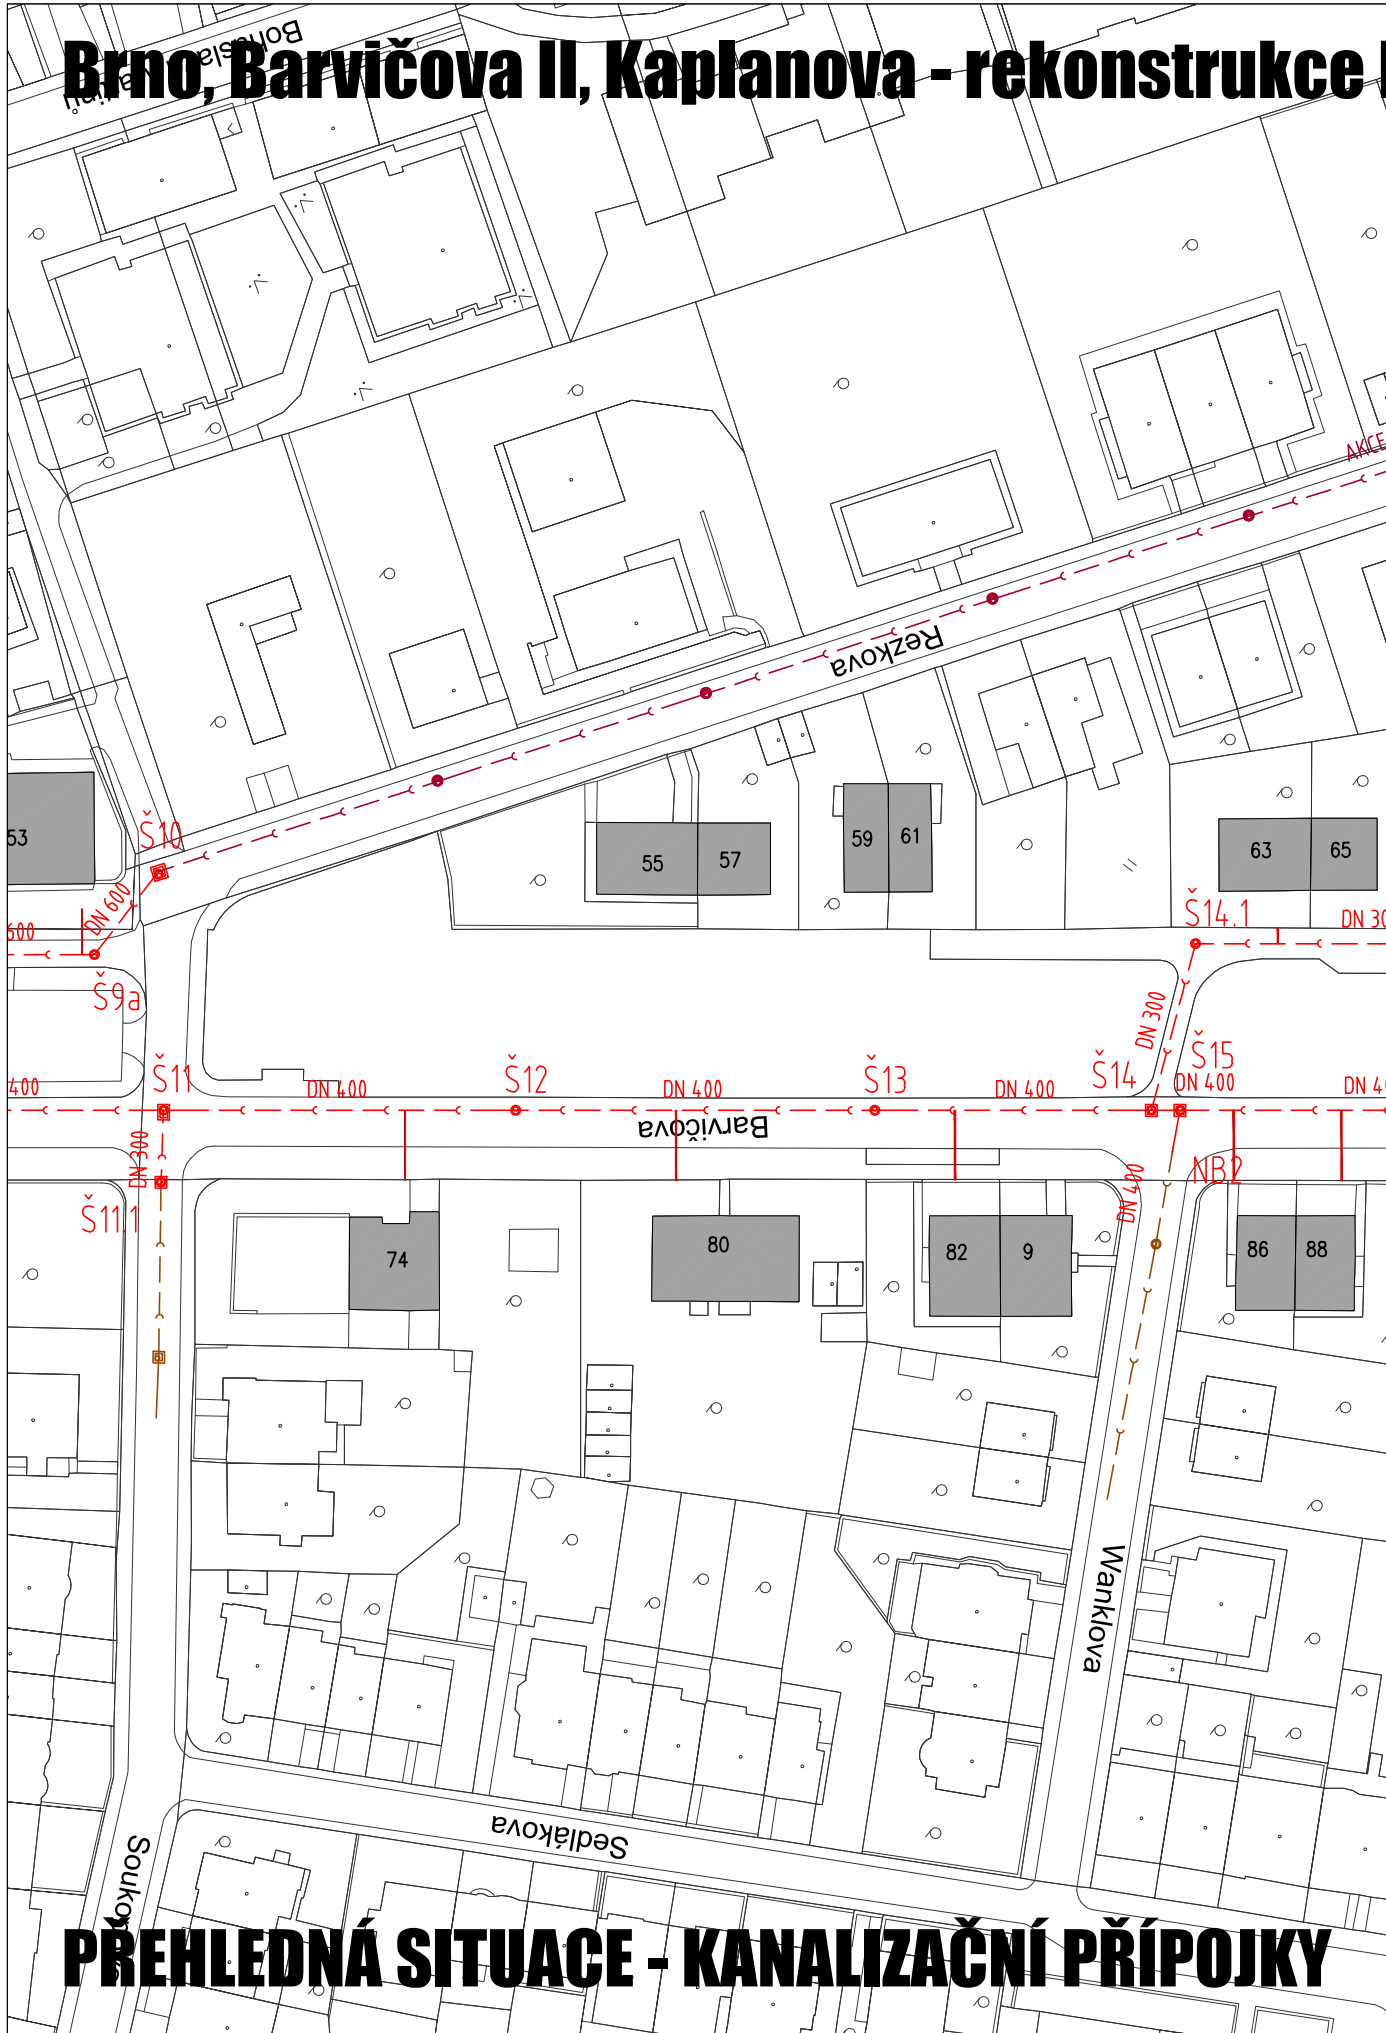 Brno, Barvičova II, Kaplanova - rekonstrukce
AKCE
Rezkova
53
Š10
DN 600
55
57
59
61
63
65
600
Š9a
Š14.1
DN 30
DN 300
400
Š11
DN 400
Š12
DN 400
Š13
DN 400
Š14
Š15
DN 400
DN 4
Barvičova
DN 300
Š11.1
DN 400
NB2
74
80
82
9
86
88
Wanklova
Sedlákova
PŘEHLEDNÁ SITUACE - KANALIZAČNÍ PŘÍPOJKY